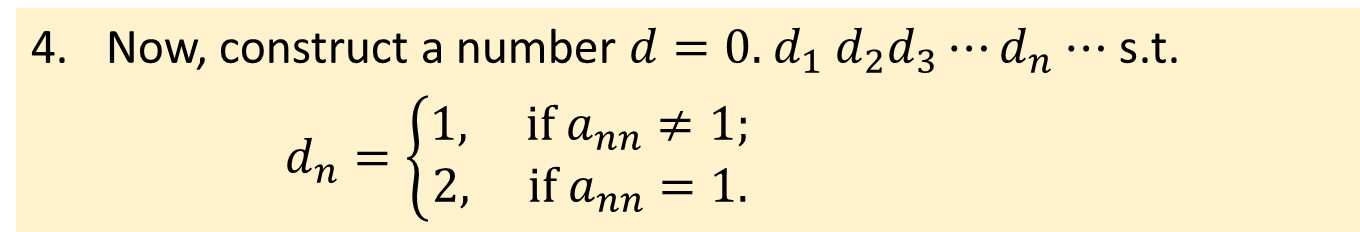 4. Now, construct a number d = 0. d₁ d₂d₃ ⋯ dₙ ⋯ s.t.
dₙ = { 1, if aₙₙ ≠ 1;
2, if aₙₙ = 1.